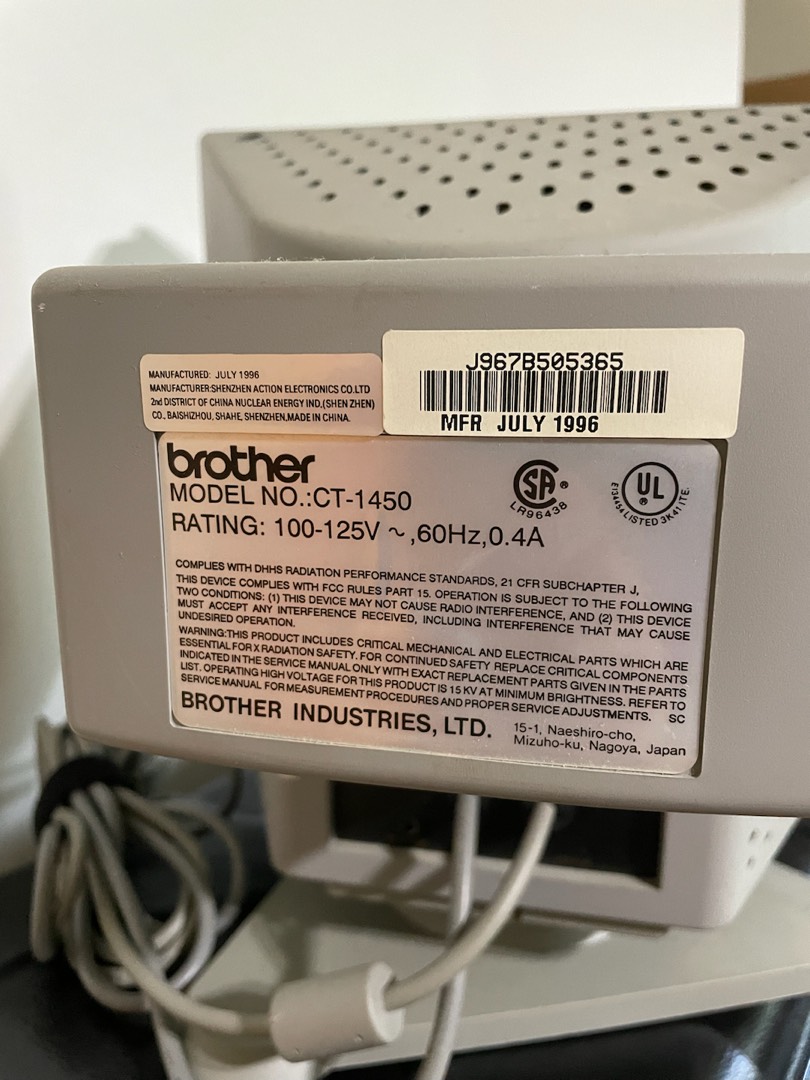 MANUFACTURED: JULY 1996
MANUFACTURER:SHENZHEN ACTION ELECTRONICS CO.LTD
2nd DISTRICT OF CHINA NUCLEAR ENERGY IND,(SHEN ZHEN)
CO., BAISHIZHOU, SHAHE, SHENZHEN,MADE IN CHINA.
J967B505365
MFR JULY 1996
brother
MODEL NO.:CT-1450
RATING: 100-125V ~,60Hz,0.4A
SA ®
LR96438
UL ®
E134454 LISTED 3K41 ITE.
COMPLIES WITH DHHS RADIATION PERFORMANCE STANDARDS, 21 CFR SUBCHAPTER J,
THIS DEVICE COMPLIES WITH FCC RULES PART 15. OPERATION IS SUBJECT TO THE FOLLOWING
TWO CONDITIONS: (1) THIS DEVICE MAY NOT CAUSE RADIO INTERFERENCE, AND (2) THIS DEVICE
MUST ACCEPT ANY INTERFERENCE RECEIVED, INCLUDING INTERFERENCE THAT MAY CAUSE
UNDESIRED OPERATION.
WARNING:THIS PRODUCT INCLUDES CRITICAL MECHANICAL AND ELECTRICAL PARTS WHICH ARE
ESSENTIAL FOR X RADIATION SAFETY. FOR CONTINUED SAFETY REPLACE CRITICAL COMPONENTS
INDICATED IN THE SERVICE MANUAL ONLY WITH EXACT REPLACEMENT PARTS GIVEN IN THE PARTS
LIST. OPERATING HIGH VOLTAGE FOR THIS PRODUCT IS 15 KV AT MINIMUM BRIGHTNESS. REFER TO
SERVICE MANUAL FOR MEASUREMENT PROCEDURES AND PROPER SERVICE ADJUSTMENTS. SC
BROTHER INDUSTRIES, LTD.
15-1, Naeshiro-cho,
Mizuho-ku, Nagoya, Japan